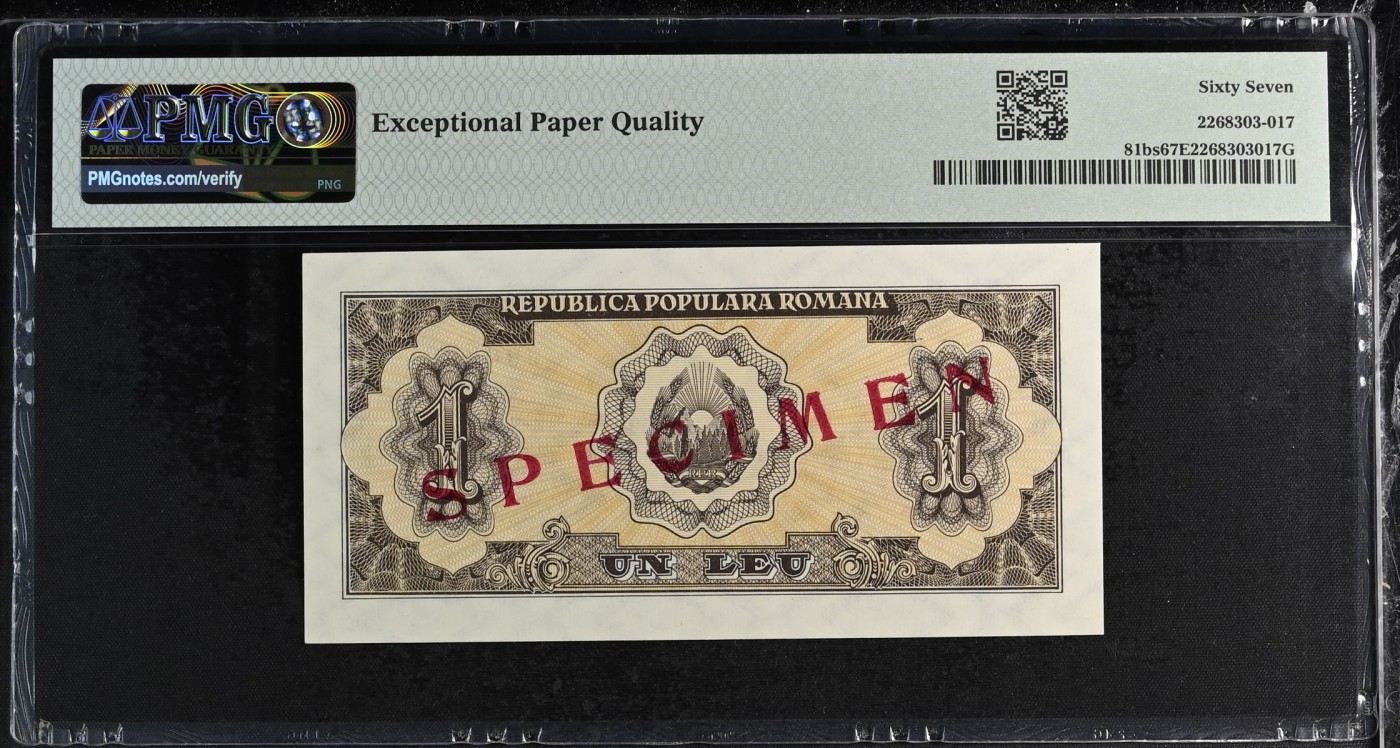 PMG
PAPER MONEY GUARANTY
PMGnotes.com/verify
PNG
Exceptional Paper Quality
Sixty Seven
2268303-017
81bs67E2268303017G
REPUBLICA POPULARA ROMANA
1
1
SPECIMEN
RPR
UN LEU